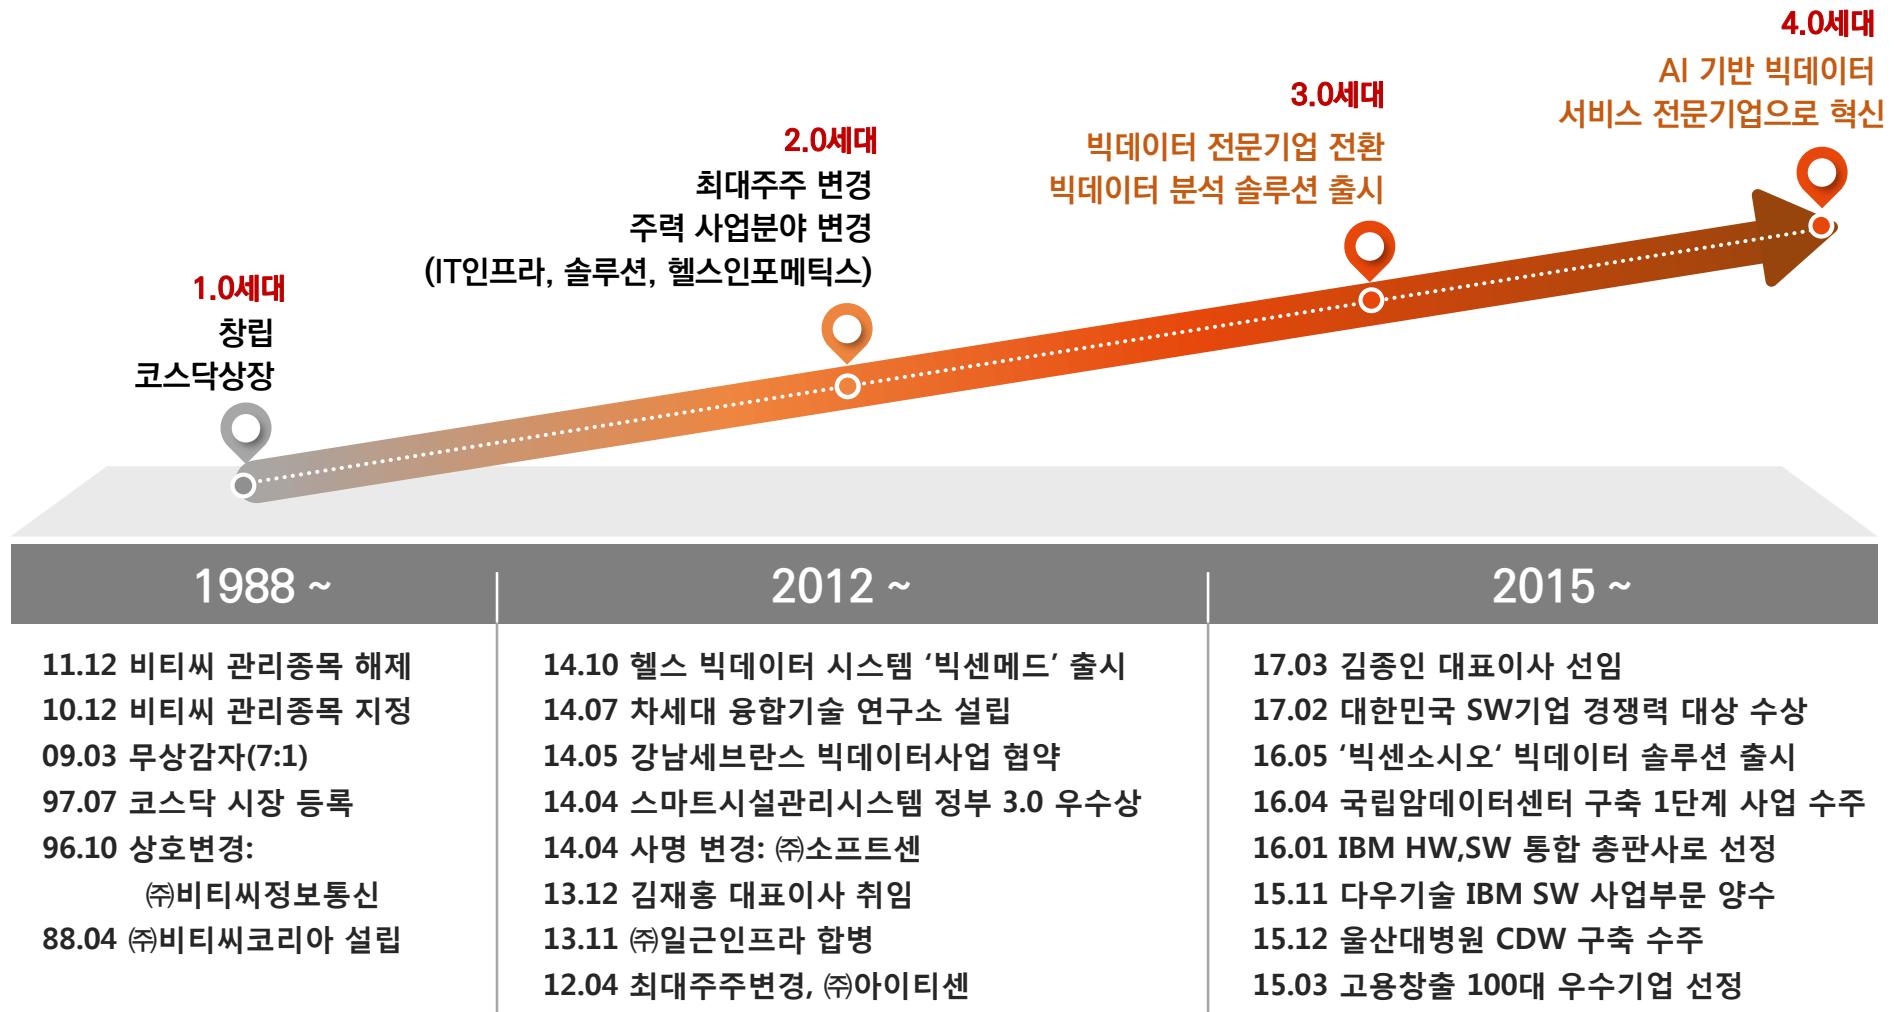 1.0세대
창립
코스닥상장
2.0세대
최대주주 변경
주력 사업분야 변경
(IT인프라, 솔루션, 헬스인포메틱스)
3.0세대
빅데이터 전문기업 전환
빅데이터 분석 솔루션 출시
4.0세대
AI 기반 빅데이터
서비스 전문기업으로 혁신
1988 ~
11.12 비티씨 관리종목 해제
10.12 비티씨 관리종목 지정
09.03 무상감자(7:1)
97.07 코스닥 시장 등록
96.10 상호변경:
㈜비티씨정보통신
88.04 ㈜비티씨코리아 설립
2012 ~
14.10 헬스 빅데이터 시스템 ‘빅센메드’ 출시
14.07 차세대 융합기술 연구소 설립
14.05 강남세브란스 빅데이터사업 협약
14.04 스마트시설관리시스템 정부 3.0 우수상
14.04 사명 변경: ㈜소프트센
13.12 김재홍 대표이사 취임
13.11 ㈜일근인프라 합병
12.04 최대주주변경, ㈜아이티센
2015 ~
17.03 김종인 대표이사 선임
17.02 대한민국 SW기업 경쟁력 대상 수상
16.05 ‘빅센소시오‘ 빅데이터 솔루션 출시
16.04 국립암데이터센터 구축 1단계 사업 수주
16.01 IBM HW,SW 통합 총판사로 선정
15.11 다우기술 IBM SW 사업부문 양수
15.12 울산대병원 CDW 구축 수주
15.03 고용창출 100대 우수기업 선정